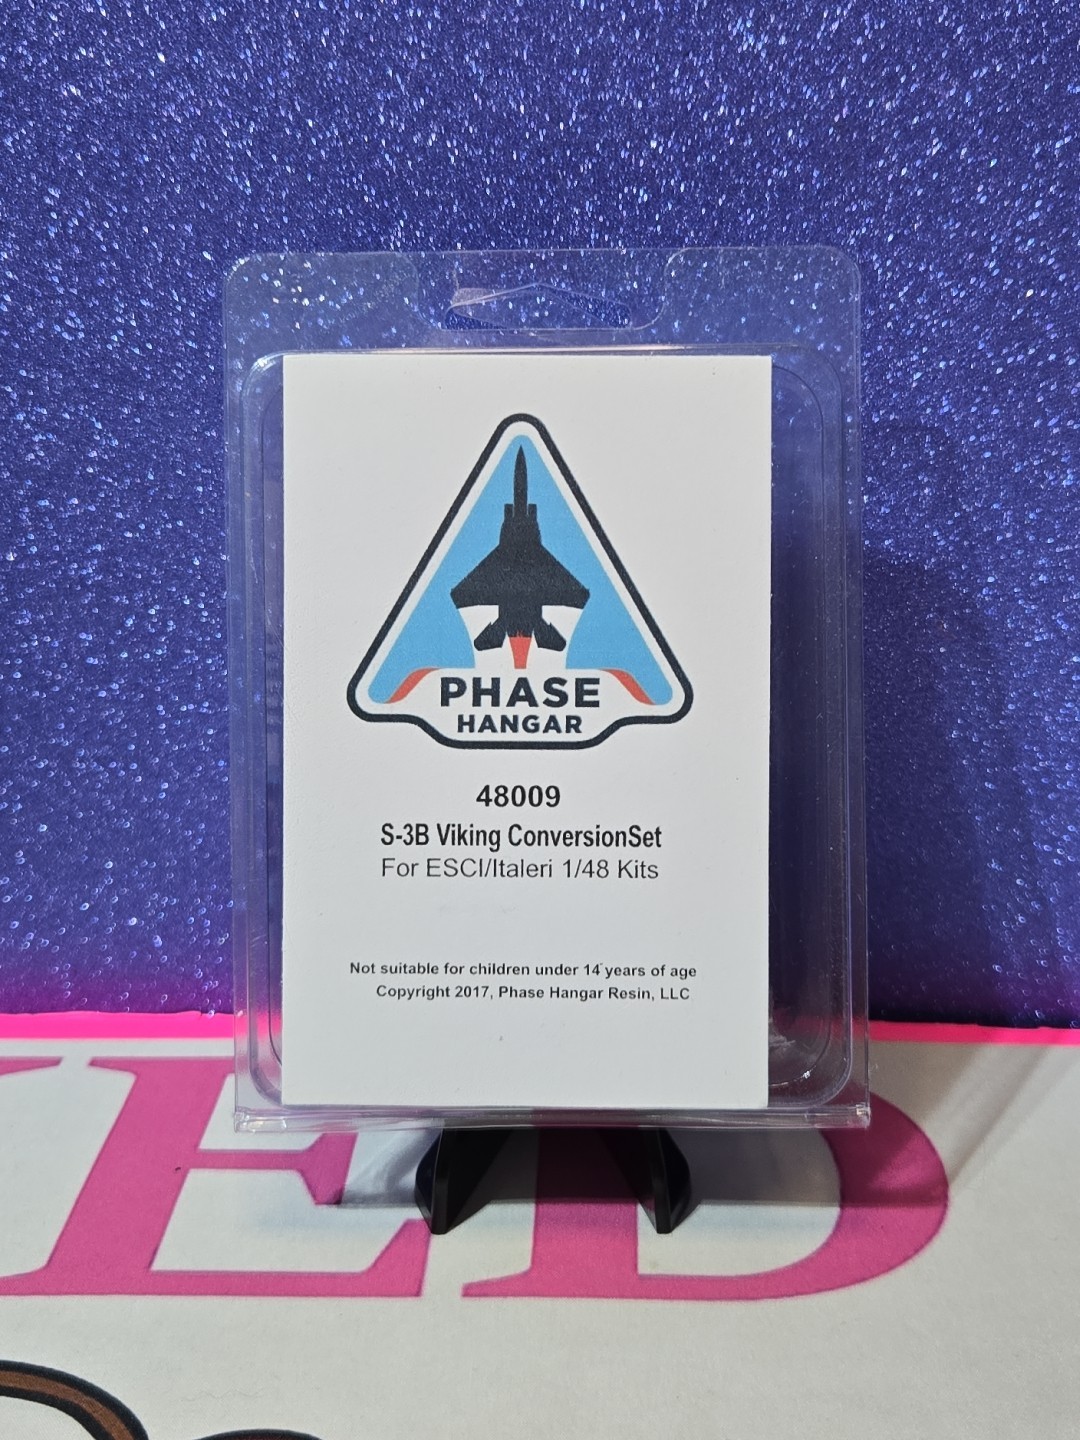 PHASE
HANGAR
48009
S-3B Viking ConversionSet
For ESCI/Italeri 1/48 Kits
Not suitable for children under 14 years of age
Copyright 2017, Phase Hangar Resin, LLC
ED